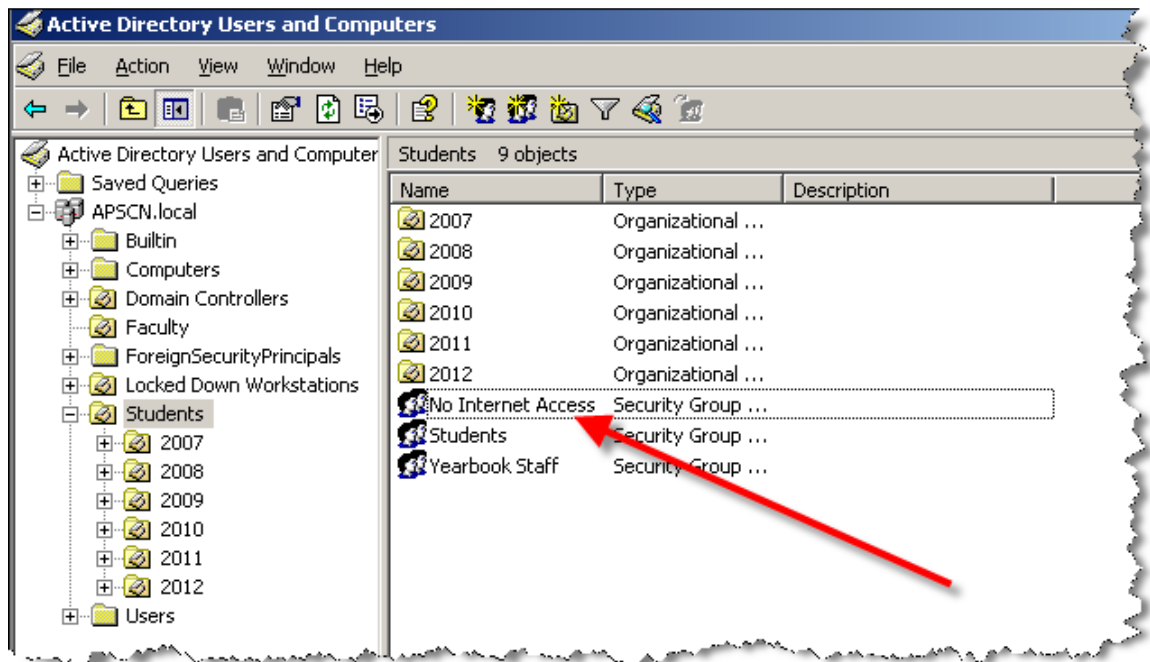 Active Directory Users and Computers
File Action View Window Help
Active Directory Users and Computer
Saved Queries
APSCN.local
Builtin
Computers
Domain Controllers
Faculty
ForeignSecurityPrincipals
Locked Down Workstations
Students
2007
2008
2009
2010
2011
2012
Users
Students 9 objects
Name Type Description
2007 Organizational ...
2008 Organizational ...
2009 Organizational ...
2010 Organizational ...
2011 Organizational ...
2012 Organizational ...
No Internet Access Security Group ...
Students Security Group ...
Yearbook Staff Security Group ...